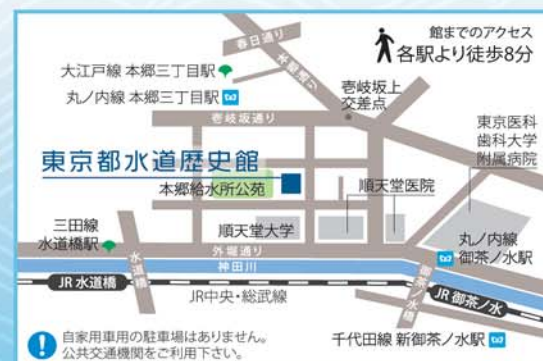 館までのアクセス
各駅より徒歩8分
春日通り
本郷通り
大江戸線 本郷三丁目駅
丸ノ内線 本郷三丁目駅
壱岐坂上
交差点
壱岐坂通り
東京医科
歯科大学
附属病院
東京都水道歴史館
本郷給水所公苑
順天堂医院
三田線
水道橋駅
順天堂大学
丸ノ内線
御茶ノ水駅
外堀通り
神田川
水道橋
御茶ノ水橋
JR 水道橋
JR中央・総武線
JR 御茶ノ水
自家用車用の駐車場はありません。
公共交通機関をご利用下さい。
千代田線 新御茶ノ水駅